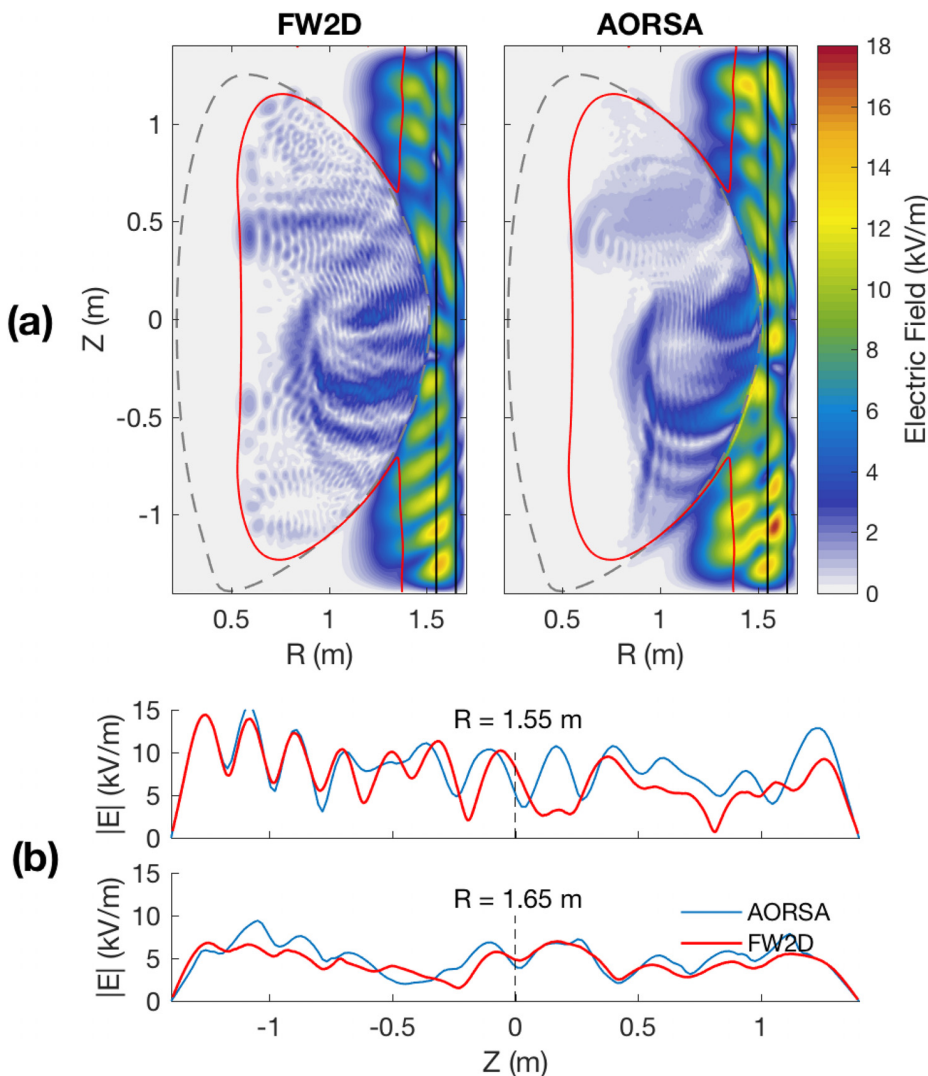 FW2D AORSA
(a)
Z (m)
1
0.5
0
-0.5
-1
0.5 1 1.5
R (m)
0.5 1 1.5
R (m)
18
16
14
12
10
8
6
4
2
0
Electric Field (kV/m)
(b)
|E| (kV/m)
15
10
5
0
R = 1.55 m
|E| (kV/m)
15
10
5
0
R = 1.65 m
AORSA
FW2D
-1 -0.5 0 0.5 1
Z (m)